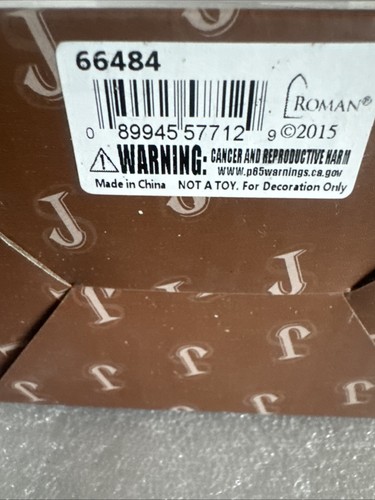 66484
ROMAN®
0 89945 57712 9 ©2015
WARNING: CANCER AND REPRODUCTIVE HARM
www.p65warnings.ca.gov
Made in China NOT A TOY. For Decoration Only
J
J
J
J
J
J
J
J
J
J
J
J